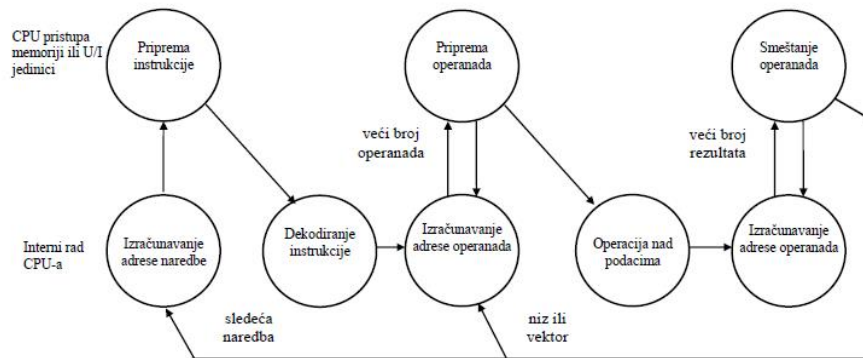 CPU pristupa
memoriji ili U/I
jedinici
Priprema
instrukcije
Priprema
operanada
Smeštanje
operanada
veći broj
operanada
veći broj
rezultata
Interni rad
CPU-a
Izračunavanje
adrese naredbe
Dekodiranje
instrukcije
Izračunavanje
adrese operanada
Operacija nad
podacima
Izračunavanje
adrese operanada
sledeća
naredba
niz ili
vektor